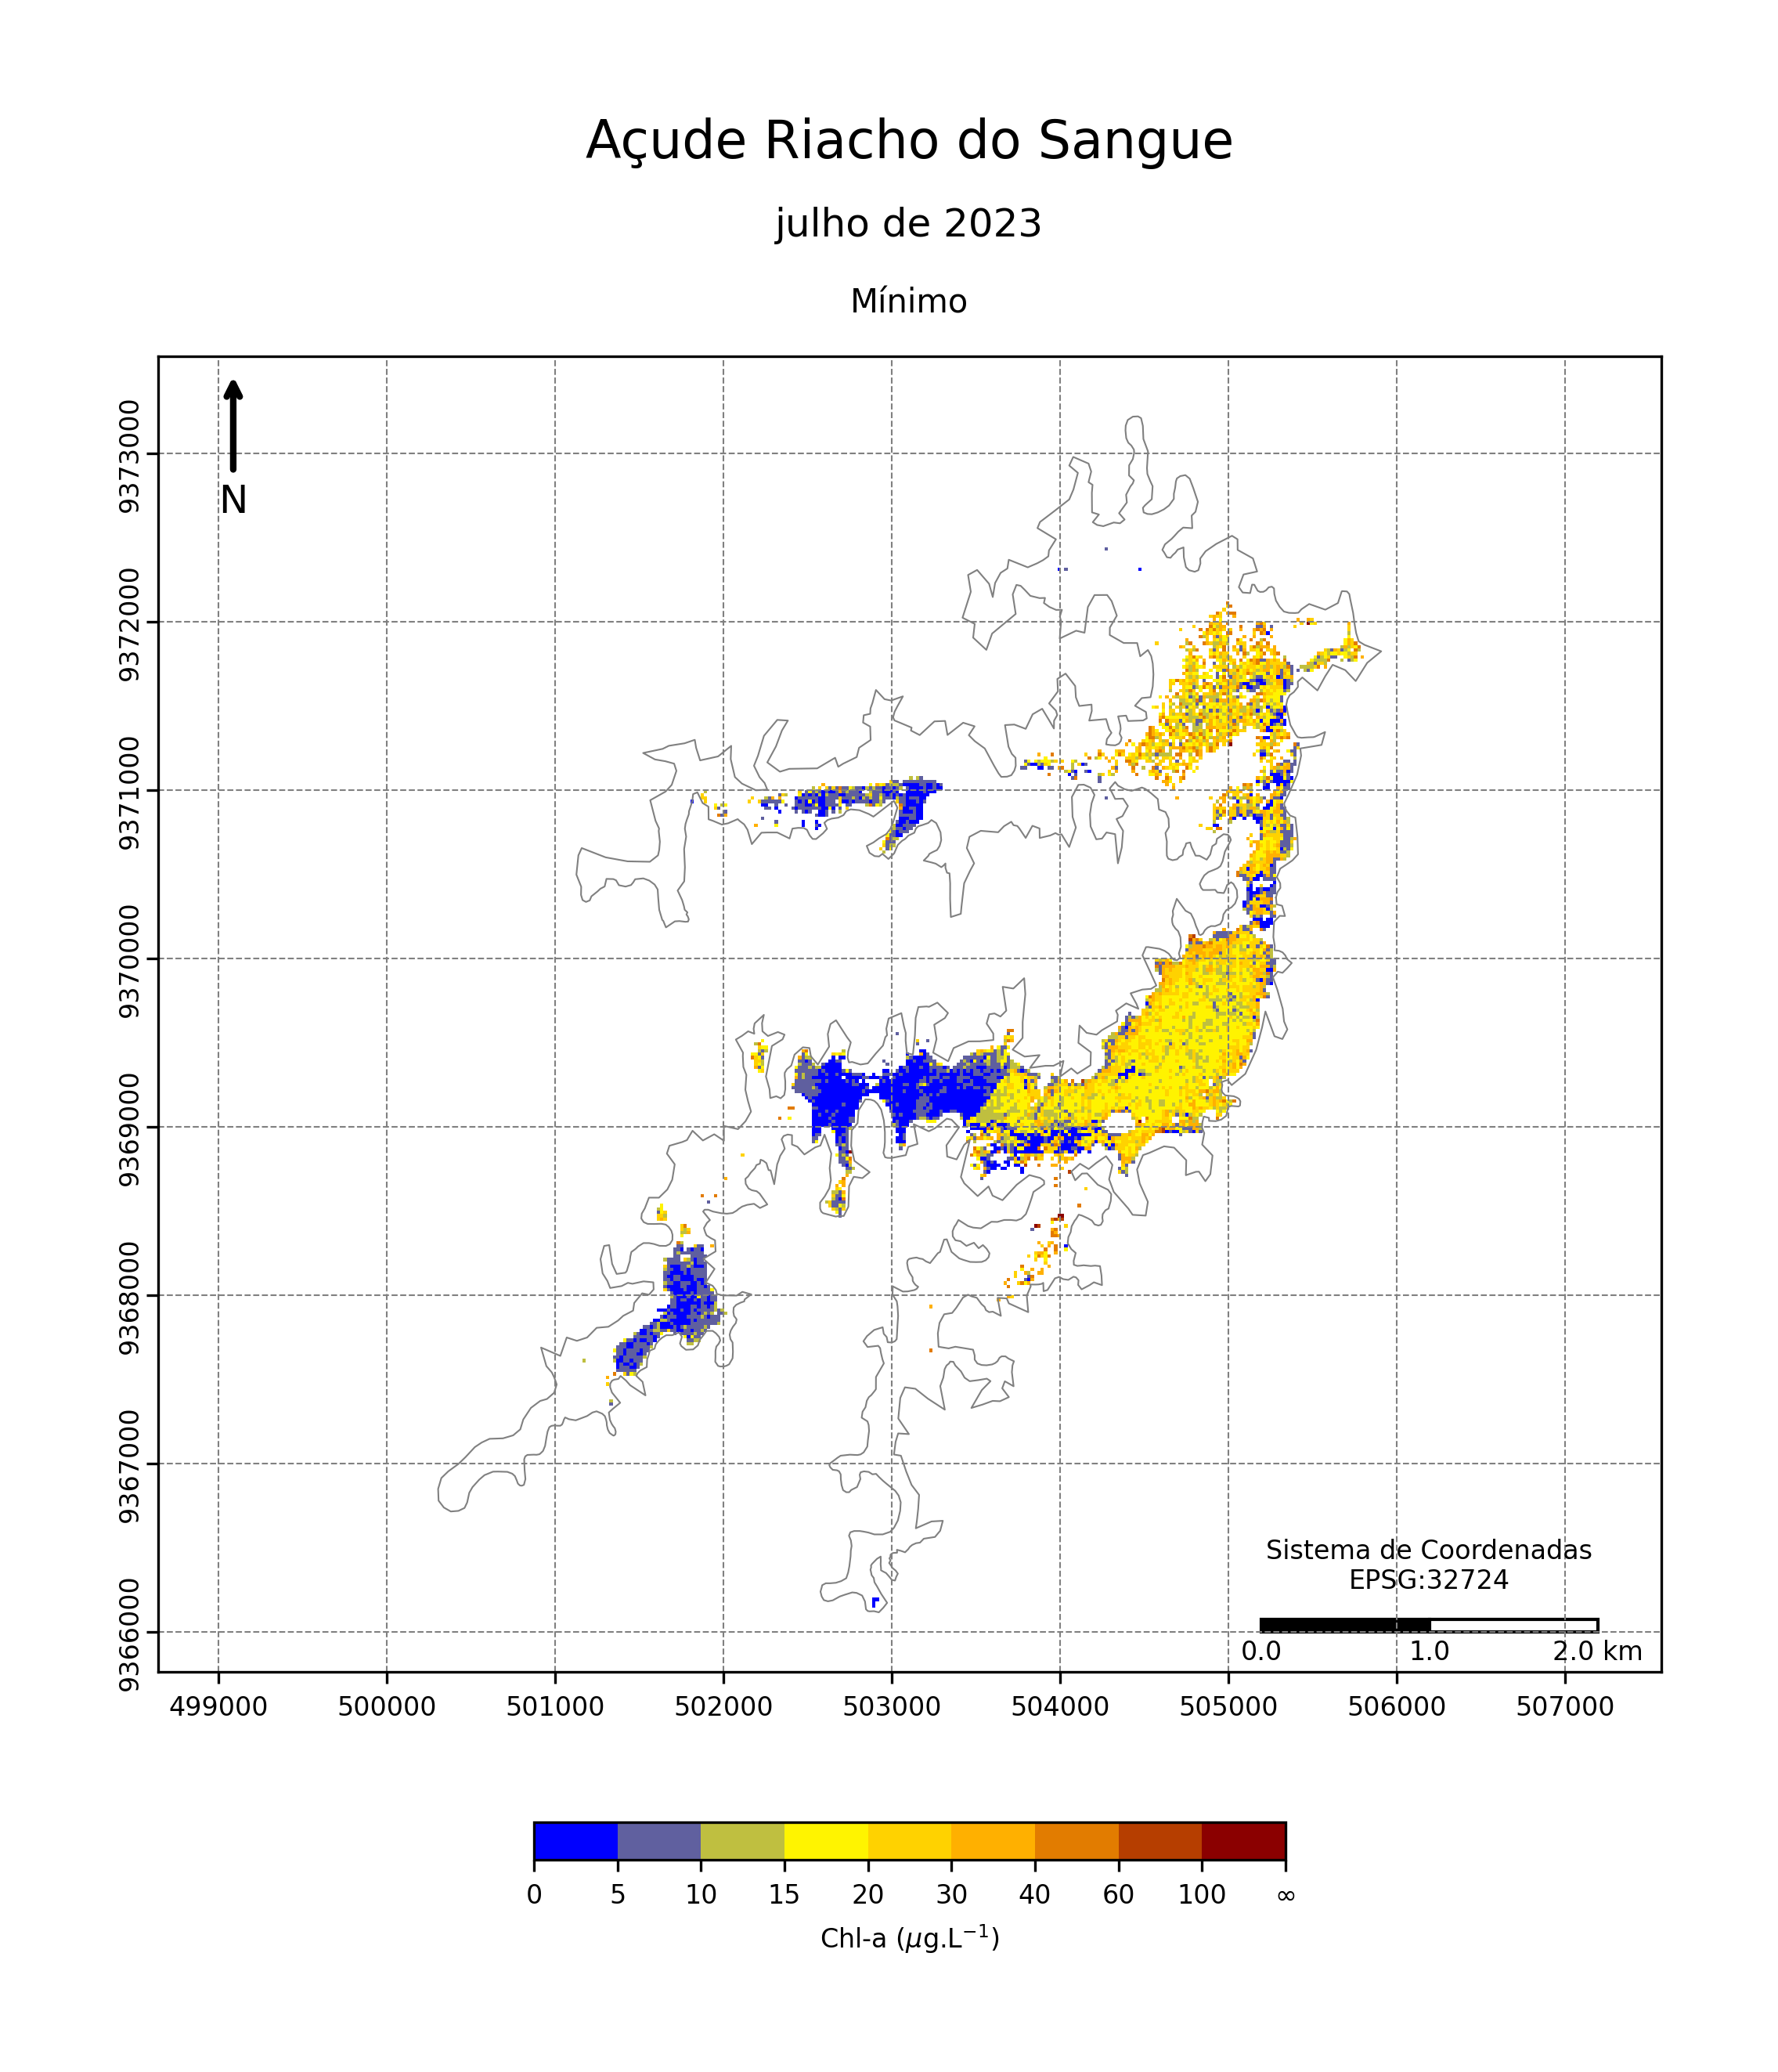 Açude Riacho do Sangue
julho de 2023
Mínimo
N
9373000
9372000
9371000
9370000
9369000
9368000
9367000
9366000
Sistema de Coordenadas
EPSG:32724
0.0 1.0 2.0 km
499000 500000 501000 502000 503000 504000 505000 506000 507000
0 5 10 15 20 30 40 60 100 ∞
Chl-a (μg.L⁻¹)